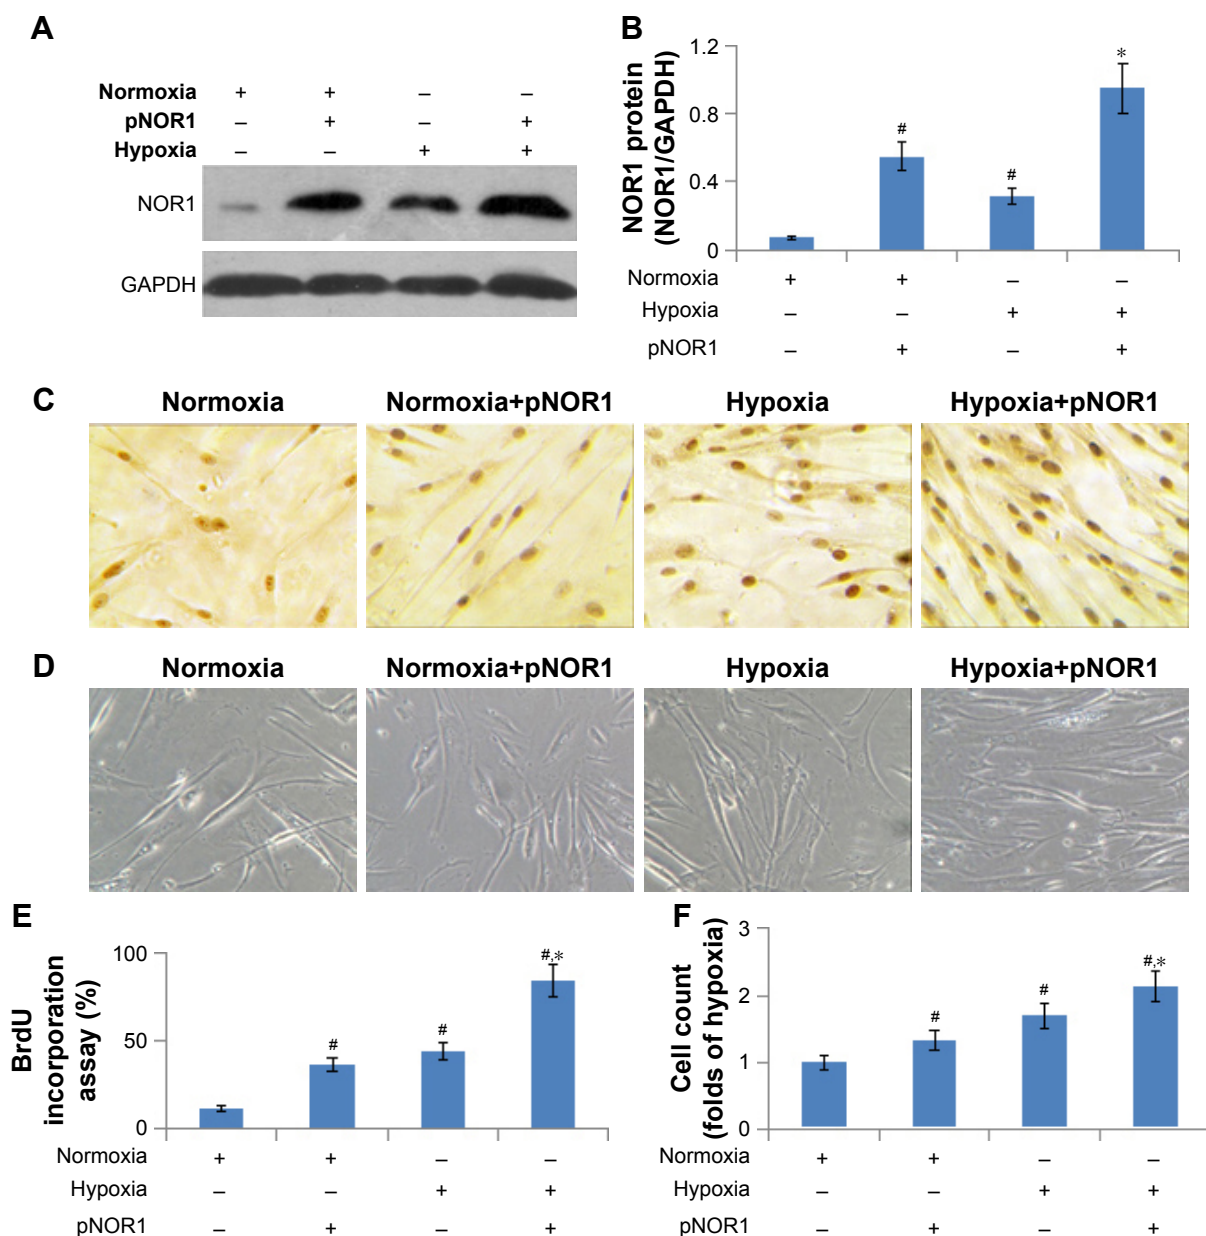 A
Normoxia + + – –
pNOR1 – + – +
Hypoxia – – + +
NOR1
GAPDH
B
NOR1 protein
(NOR1/GAPDH)
1.2
0.8
0.4
0
# # *
Normoxia + + – –
Hypoxia – – + +
pNOR1 – + – +
C
Normoxia Normoxia+pNOR1 Hypoxia Hypoxia+pNOR1
D
Normoxia Normoxia+pNOR1 Hypoxia Hypoxia+pNOR1
E
BrdU
incorporation
assay (%)
100
50
0
# # #,*
Normoxia + + – –
Hypoxia – – + +
pNOR1 – + – +
F
Cell count
(folds of hypoxia)
3
2
1
0
# # #,*
Normoxia + + – –
Hypoxia – – + +
pNOR1 – + – +